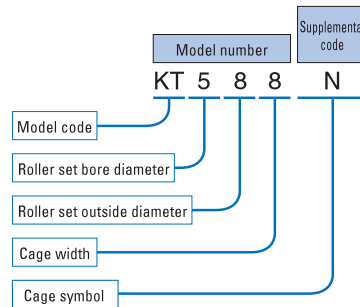 Supplemental
code
Model number
KT 5 8 8 N
Model code
Roller set bore diameter
Roller set outside diameter
Cage width
Cage symbol